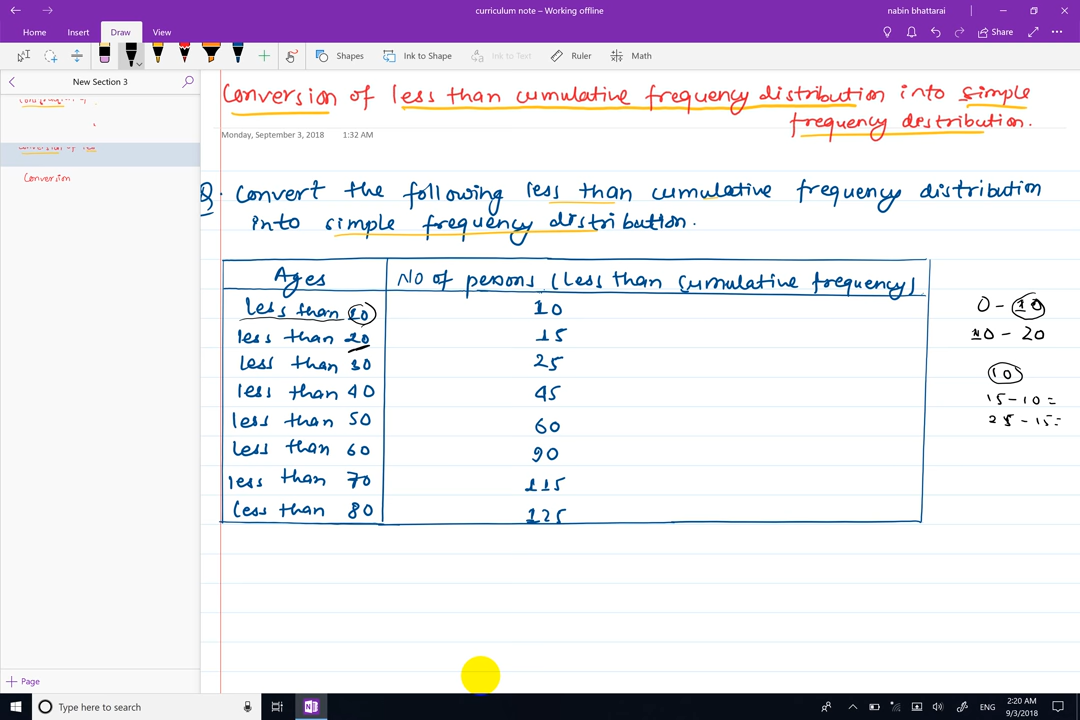 curriculum note – Working offline
nabin bhattarai
Home Insert Draw View
Share
Shapes Ink to Shape Ink to Text Ruler Math
New Section 3
Conversion
Page
Conversion of less than cumulative frequency distribution into simple
frequency destribution.
Monday, September 3, 2018 1:32 AM
Q. Convert the following less than cumulative frequency distribution
into simple frequency distribution.
Ages No of persons (less than cumulative frequency)
less than 10 10
less than 20 15
less than 30 25
less than 40 45
less than 50 60
less than 60 90
less than 70 115
less than 80 125
0 - 10
10 - 20
10
15 - 10 =
25 - 15 =
Type here to search
ENG
2:20 AM
9/3/2018